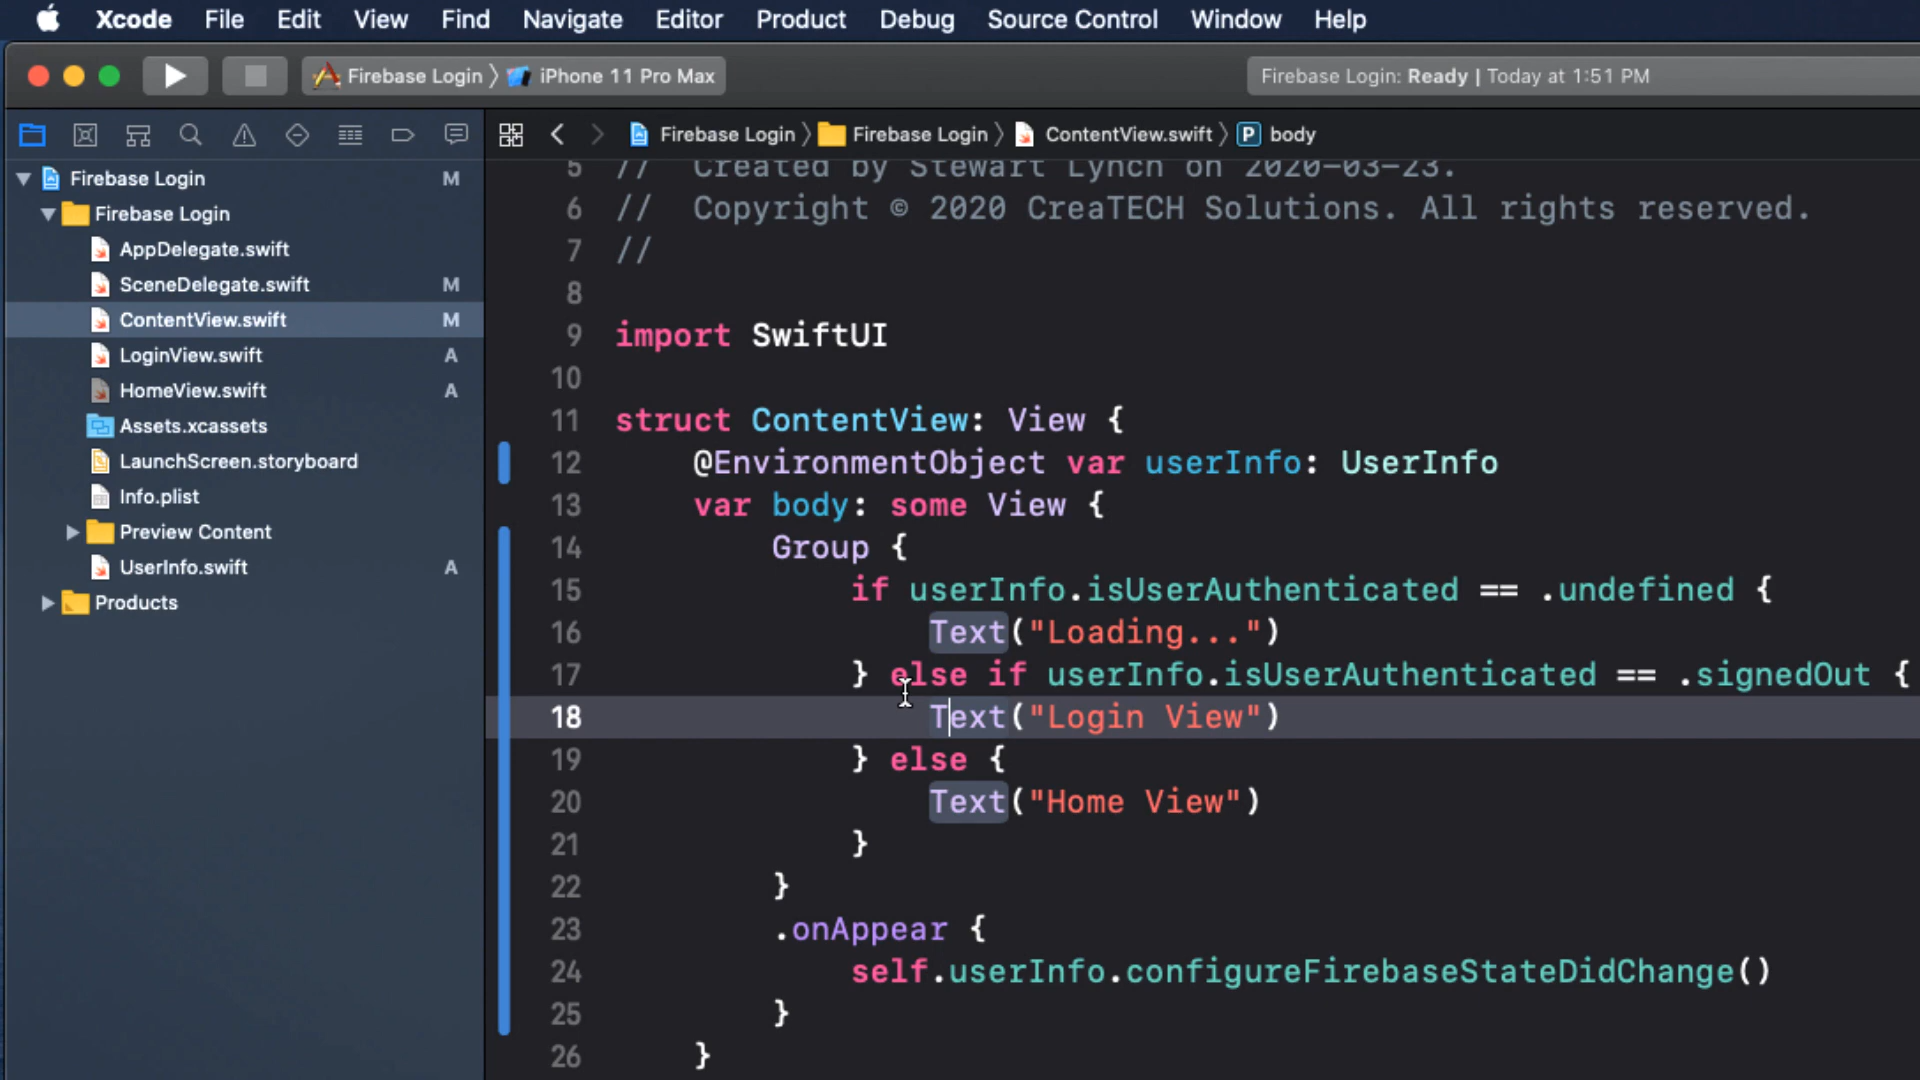 Xcode File Edit View Find Navigate Editor Product Debug Source Control Window Help
Firebase Login 〉 iPhone 11 Pro Max
Firebase Login: Ready | Today at 1:51 PM
Firebase Login 〉 Firebase Login 〉 ContentView.swift 〉 P body
Firebase Login M
Firebase Login
AppDelegate.swift
SceneDelegate.swift M
ContentView.swift M
LoginView.swift A
HomeView.swift A
Assets.xcassets
LaunchScreen.storyboard
Info.plist
Preview Content
UserInfo.swift A
Products
5 // Created by Stewart Lynch on 2020-03-23.
6 // Copyright © 2020 CreaTECH Solutions. All rights reserved.
7 //
8
9 import SwiftUI
10
11 struct ContentView: View {
12 @EnvironmentObject var userInfo: UserInfo
13 var body: some View {
14 Group {
15 if userInfo.isUserAuthenticated == .undefined {
16 Text("Loading...")
17 } else if userInfo.isUserAuthenticated == .signedOut {
18 Text("Login View")
19 } else {
20 Text("Home View")
21 }
22 }
23 .onAppear {
24 self.userInfo.configureFirebaseStateDidChange()
25 }
26 }